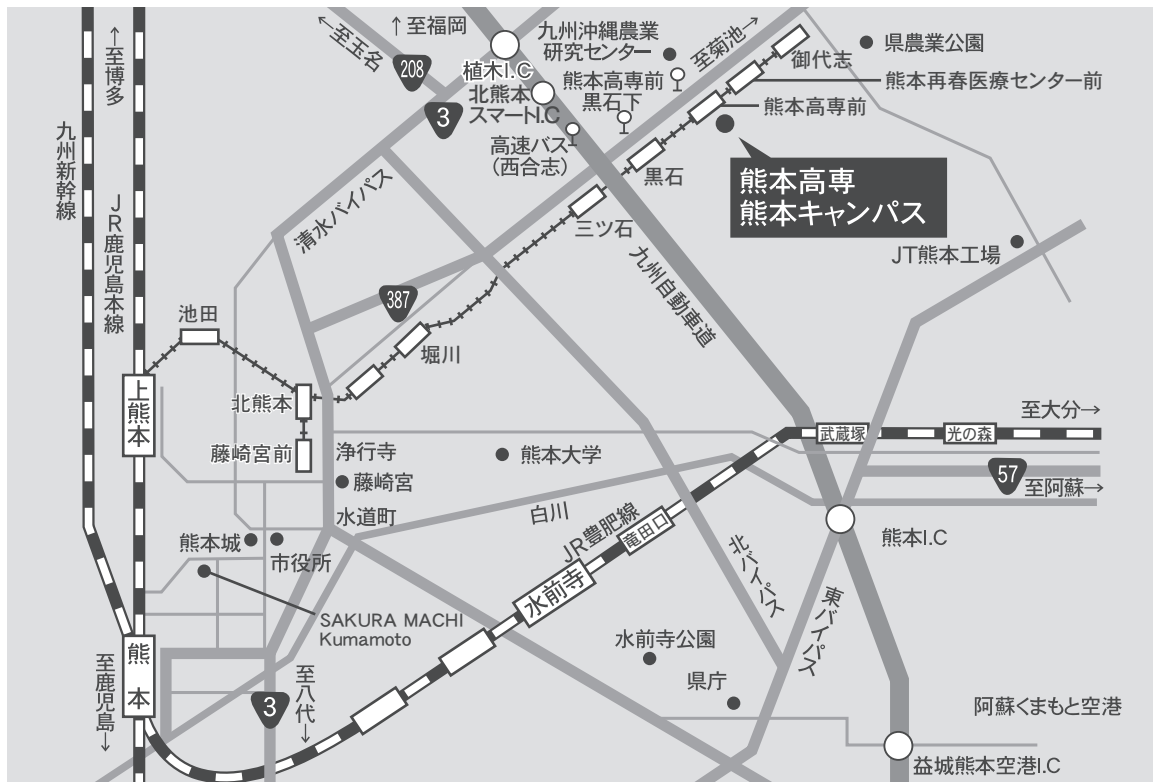 ←至玉名
↑至福岡
植木I.C
北熊本
スマートI.C
208
3
九州沖縄農業
研究センター
熊本高専前
黒石下
高速バス
(西合志)
至菊池→
御代志
県農業公園
熊本再春医療センター前
熊本高専前
熊本高専
熊本キャンパス
黒石
三ツ石
JT熊本工場
↑至博多
九州新幹線
JR鹿児島本線
清水バイパス
387
九州自動車道
池田
堀川
上熊本
北熊本
藤崎宮前
浄行寺
藤崎宮
水道町
熊本大学
武蔵塚
光の森
至大分→
57
至阿蘇→
白川
JR豊肥線
竜田口
熊本I.C
熊本城
市役所
北バイパス
東バイパス
水前寺
SAKURA MACHI
Kumamoto
水前寺公園
県庁
熊本
至鹿児島→
3
至八代→
阿蘇くまもと空港
益城熊本空港I.C